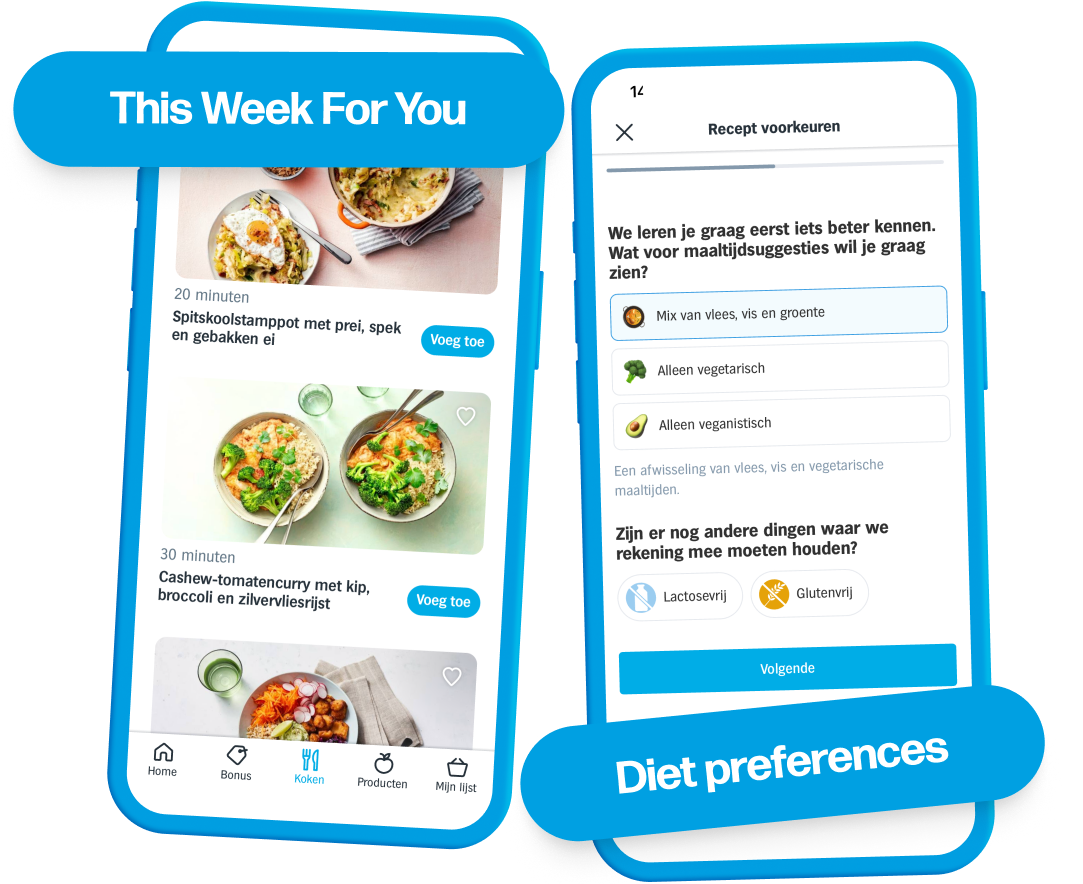 This Week For You
20 minuten
Spitskoolstamppot met prei, spek
en gebakken ei
Voeg toe
30 minuten
Cashew-tomatencurry met kip,
broccoli en zilvervliesrijst
Voeg toe
Home
Bonus
Koken
Producten
Mijn lijst
14
Recept voorkeuren
We leren je graag eerst iets beter kennen.
Wat voor maaltijdsuggesties wil je graag
zien?
Mix van vlees, vis en groente
Alleen vegetarisch
Alleen veganistisch
Een afwisseling van vlees, vis en vegetarische
maaltijden.
Zijn er nog andere dingen waar we
rekening mee moeten houden?
Lactosevrij
Glutenvrij
Volgende
Diet preferences